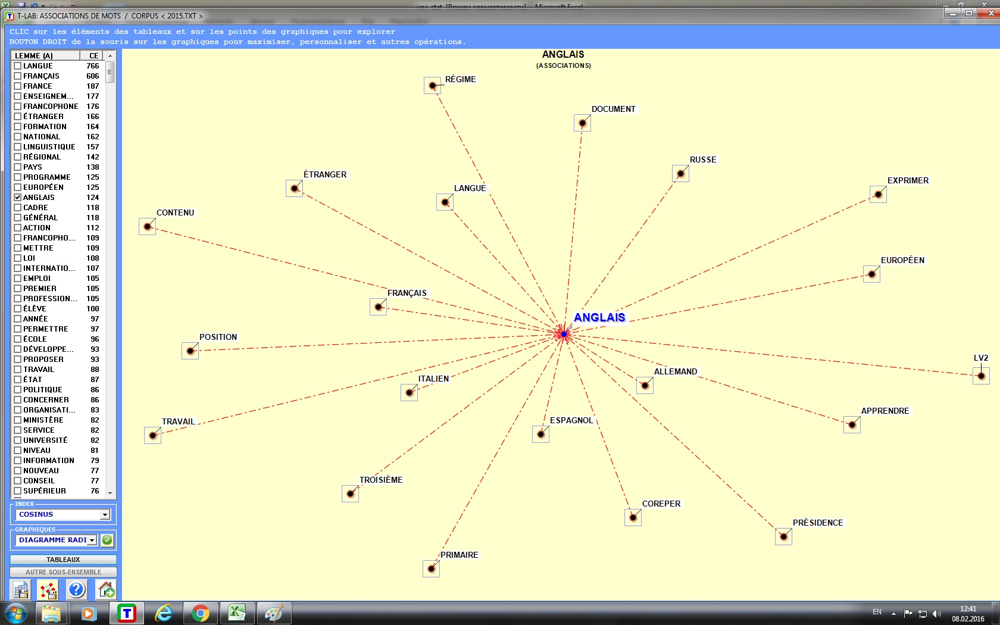 voc-stat [Режим совместимости] - Microsoft Excel
T-LAB: ASSOCIATIONS DE MOTS / CORPUS < 2015.TXT >
CLIC sur les éléments des tableaux et sur les points des graphiques pour explorer
BOUTON DROIT de la souris sur les graphiques pour maximiser, personnaliser et autres opérations.
LEMME (A) CE
LANGUE 766
FRANÇAIS 606
FRANCE 187
ENSEIGNEM... 177
FRANCOPHONE 176
ÉTRANGER 166
FORMATION 164
NATIONAL 162
LINGUISTIQUE 157
RÉGIONAL 142
PAYS 138
PROGRAMME 125
EUROPÉEN 125
ANGLAIS 124
CADRE 118
GÉNÉRAL 118
ACTION 112
FRANCOPHO... 109
METTRE 109
LOI 108
INTERNATIO... 107
EMPLOI 105
PREMIER 105
PROFESSION... 105
ÉLÈVE 100
ANNÉE 97
PERMETTRE 97
ÉCOLE 96
DÉVELOPPE... 93
PROPOSER 93
TRAVAIL 88
ÉTAT 87
POLITIQUE 86
CONCERNER 86
ORGANISATI... 83
MINISTÈRE 82
SERVICE 82
UNIVERSITÉ 82
NIVEAU 81
INFORMATION 79
NOUVEAU 77
CONSEIL 77
SUPÉRIEUR 76
INDEX
COSINUS
GRAPHIQUES
DIAGRAMME RADI
TABLEAUX
AUTRE SOUS-ENSEMBLE
ANGLAIS
(ASSOCIATIONS)
RÉGIME
DOCUMENT
RUSSE
ÉTRANGER
EXPRIMER
LANGUE
CONTENU
EUROPÉEN
FRANÇAIS
ANGLAIS
POSITION
LV2
ALLEMAND
ITALIEN
APPRENDRE
ESPAGNOL
TRAVAIL
TROISIÈME
COREPER
PRÉSIDENCE
PRIMAIRE
EN
12:41
08.02.2016